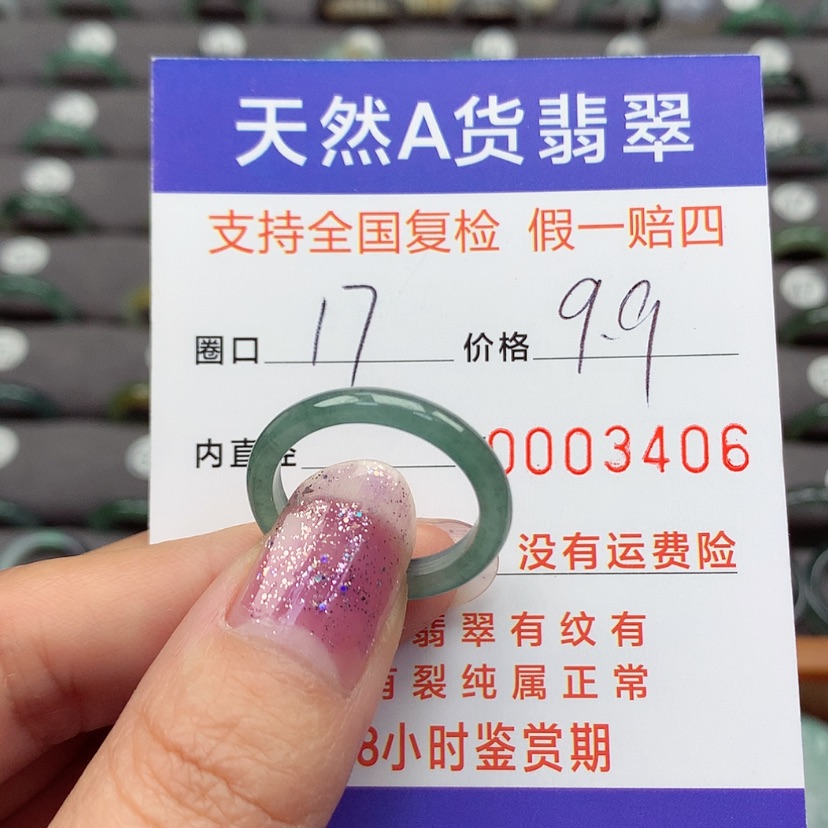 天然A货翡翠
支持全国复检 假一赔四
圈口 17 价格 9.9
内直径 0003406
没有运费险
翡翠有纹有
裂纯属正常
8小时鉴赏期